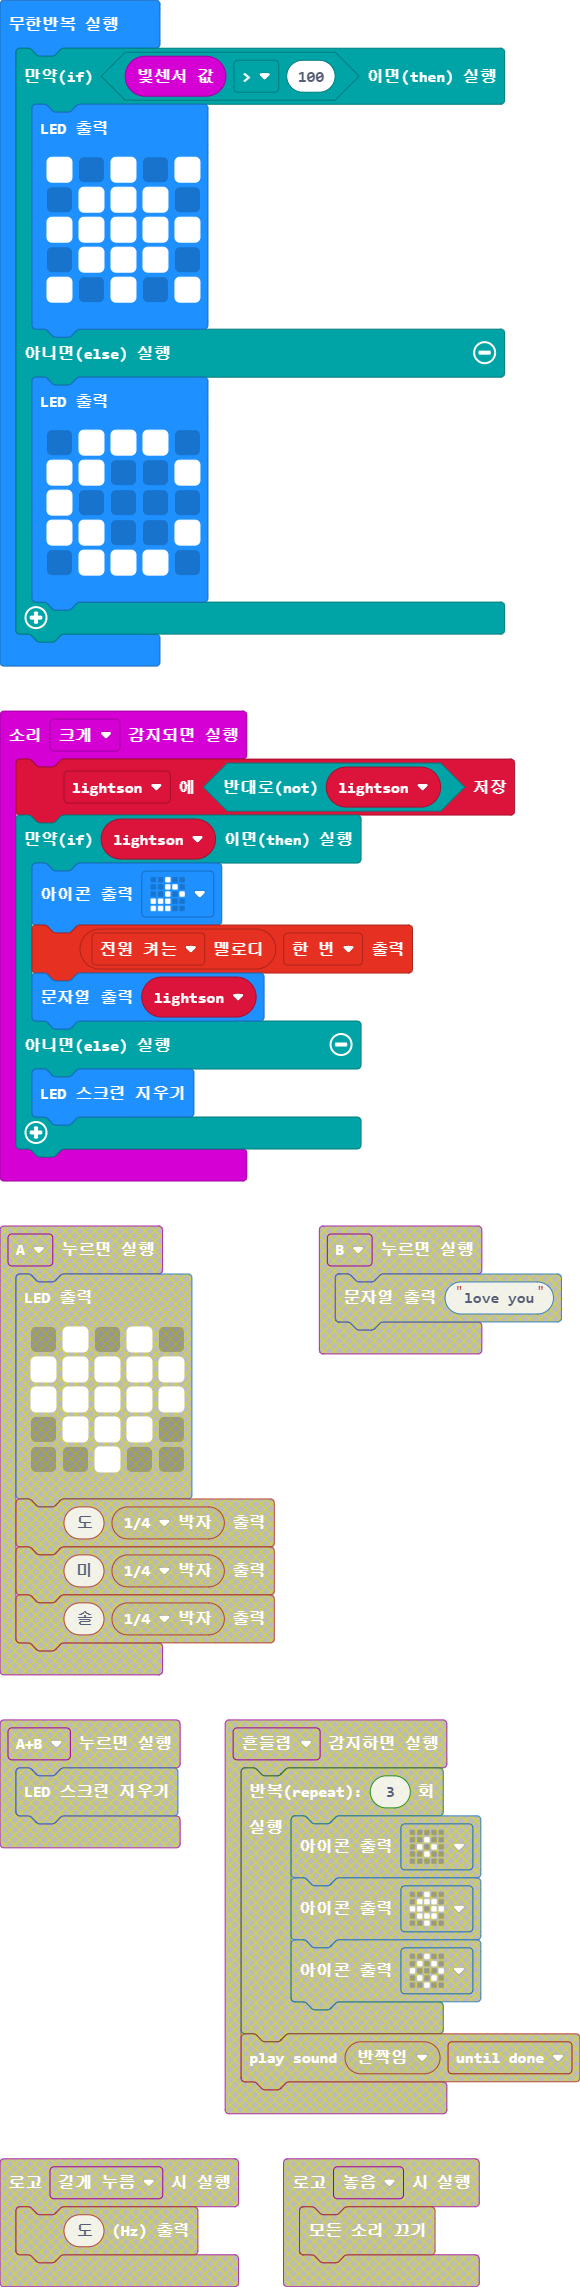 무한반복 실행
만약(if) 빛센서 값 > 100 이면(then) 실행
LED 출력
아니면(else) 실행
LED 출력
소리 크게 감지되면 실행
lightson 에 반대로(not) lightson 저장
만약(if) lightson 이면(then) 실행
아이콘 출력
전원 켜는 멜로디 한 번 출력
문자열 출력 lightson
아니면(else) 실행
LED 스크린 지우기
A 누르면 실행
LED 출력
도 1/4 박자 출력
미 1/4 박자 출력
솔 1/4 박자 출력
B 누르면 실행
문자열 출력 "love you"
A+B 누르면 실행
LED 스크린 지우기
흔들림 감지하면 실행
반복(repeat): 3 회
실행
아이콘 출력
아이콘 출력
아이콘 출력
play sound 반짝임 until done
로고 길게 누름 시 실행
도 (Hz) 출력
로고 놓음 시 실행
모든 소리 끄기